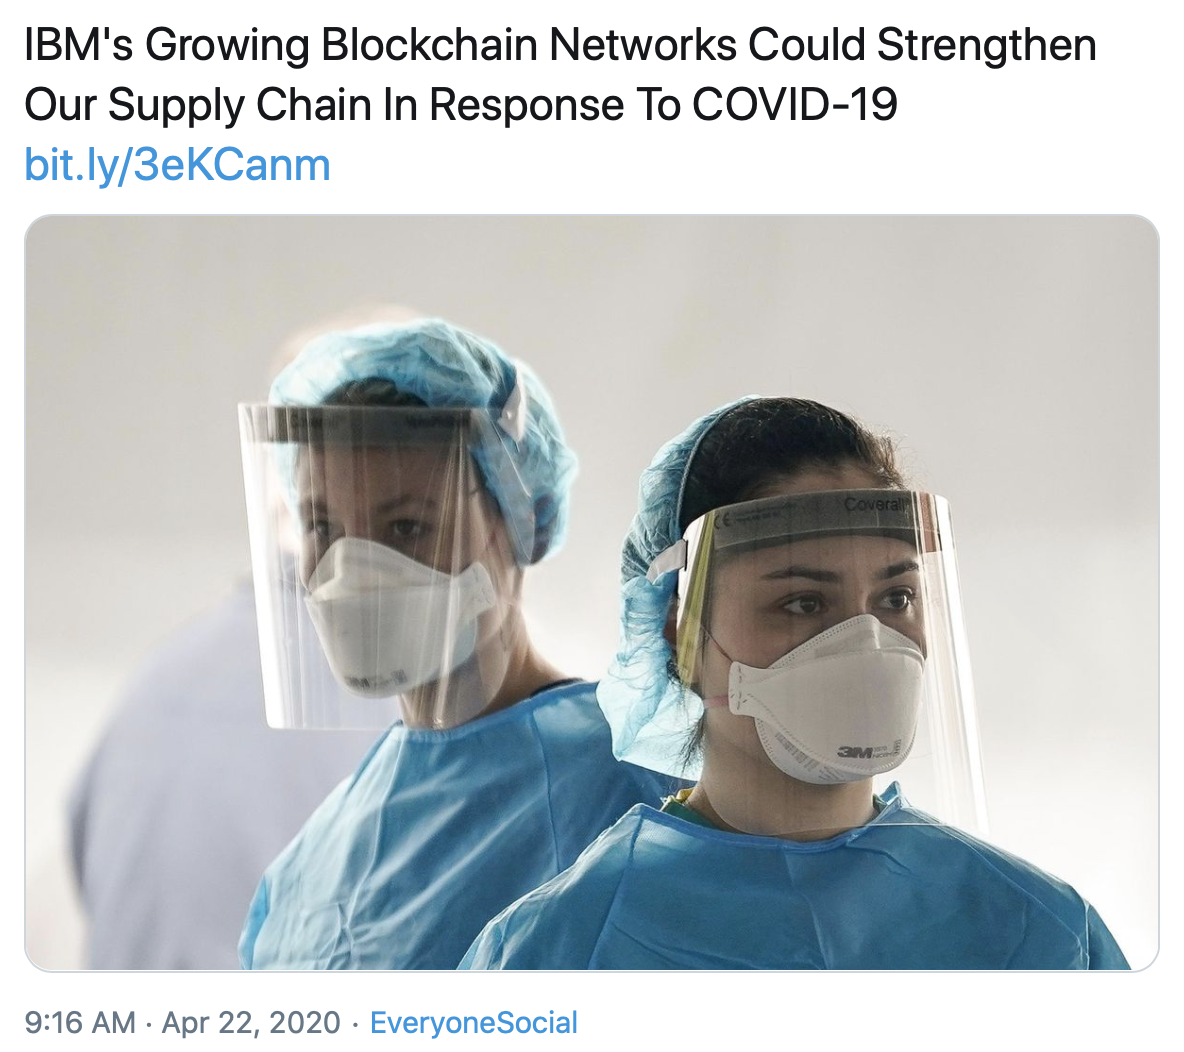 IBM's Growing Blockchain Networks Could Strengthen
Our Supply Chain In Response To COVID-19
bit.ly/3eKCanm
Coverall
CE
3M
9:16 AM · Apr 22, 2020 · EveryoneSocial